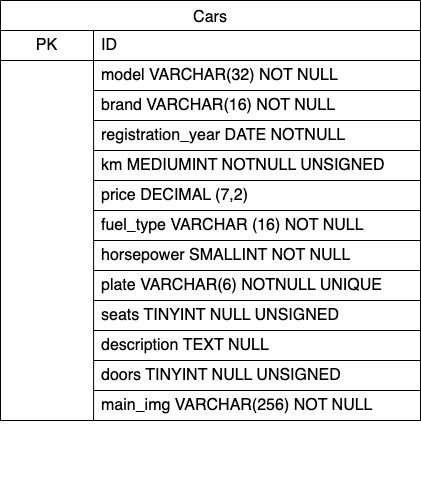 Cars
PK ID
model VARCHAR(32) NOT NULL
brand VARCHAR(16) NOT NULL
registration_year DATE NOTNULL
km MEDIUMINT NOTNULL UNSIGNED
price DECIMAL (7,2)
fuel_type VARCHAR (16) NOT NULL
horsepower SMALLINT NOT NULL
plate VARCHAR(6) NOTNULL UNIQUE
seats TINYINT NULL UNSIGNED
description TEXT NULL
doors TINYINT NULL UNSIGNED
main_img VARCHAR(256) NOT NULL